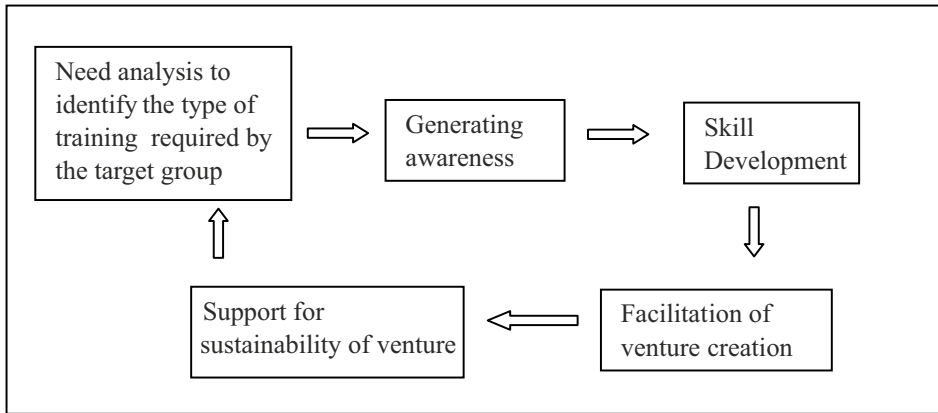 Need analysis to
identify the type of
training required by
the target group
Generating
awareness
Skill
Development
Facilitation of
venture creation
Support for
sustainability of venture